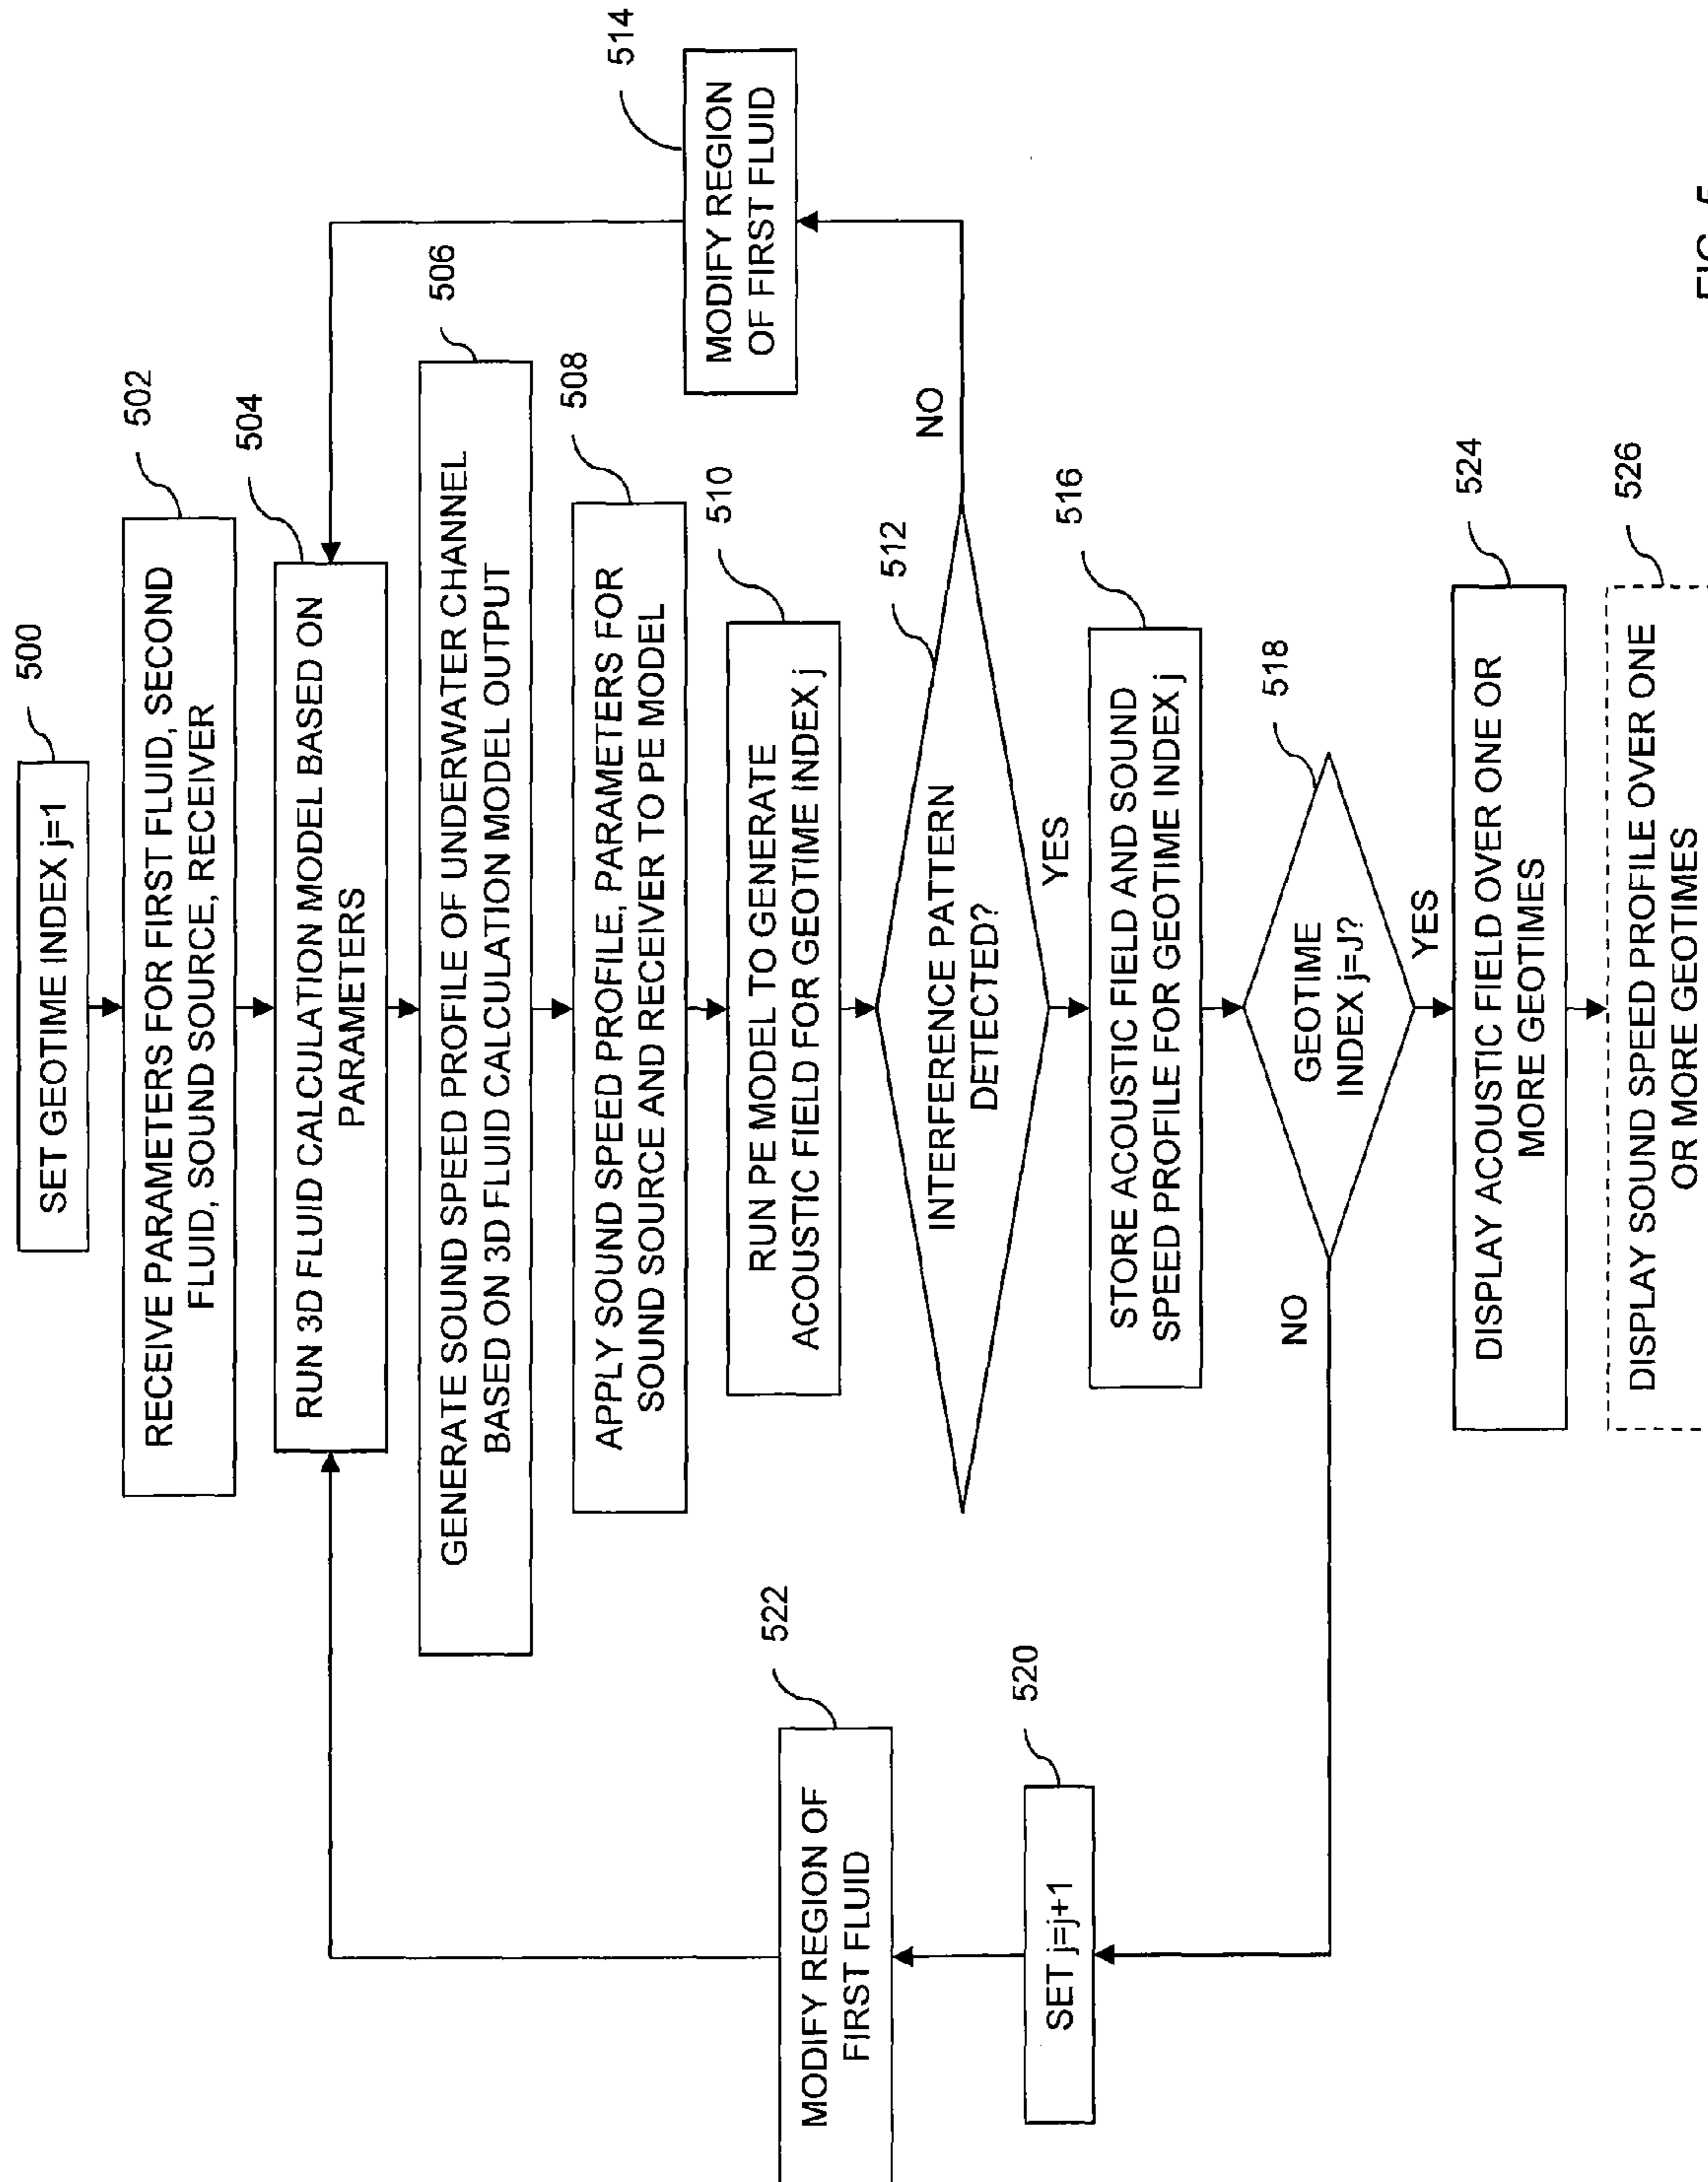 SET GEOTIME INDEX j=1
500
RECEIVE PARAMETERS FOR FIRST FLUID, SECOND
FLUID, SOUND SOURCE, RECEIVER
502
RUN 3D FLUID CALCULATION MODEL BASED ON
PARAMETERS
504
GENERATE SOUND SPEED PROFILE OF UNDERWATER CHANNEL
BASED ON 3D FLUID CALCULATION MODEL OUTPUT
506
APPLY SOUND SPEED PROFILE, PARAMETERS FOR
SOUND SOURCE AND RECEIVER TO PE MODEL
508
RUN PE MODEL TO GENERATE
ACOUSTIC FIELD FOR GEOTIME INDEX j
510
INTERFERENCE PATTERN
DETECTED?
512
NO
MODIFY REGION
OF FIRST FLUID
514
YES
STORE ACOUSTIC FIELD AND SOUND
SPEED PROFILE FOR GEOTIME INDEX j
516
GEOTIME
INDEX j=J?
518
NO
SET j=j+1
520
MODIFY REGION OF
FIRST FLUID
522
YES
DISPLAY ACOUSTIC FIELD OVER ONE OR
MORE GEOTIMES
524
DISPLAY SOUND SPEED PROFILE OVER ONE
OR MORE GEOTIMES
526